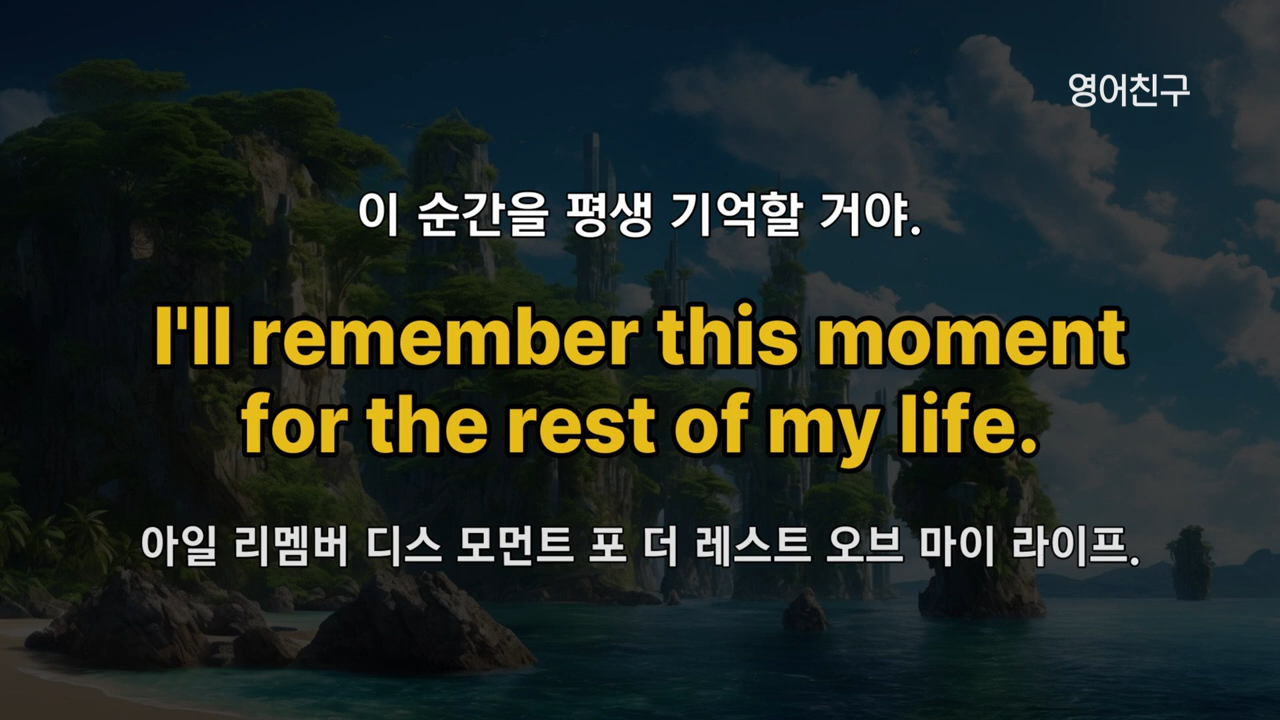 영어친구
이 순간을 평생 기억할 거야.
I'll remember this moment
for the rest of my life.
아일 리멤버 디스 모먼트 포 더 레스트 오브 마이 라이프.